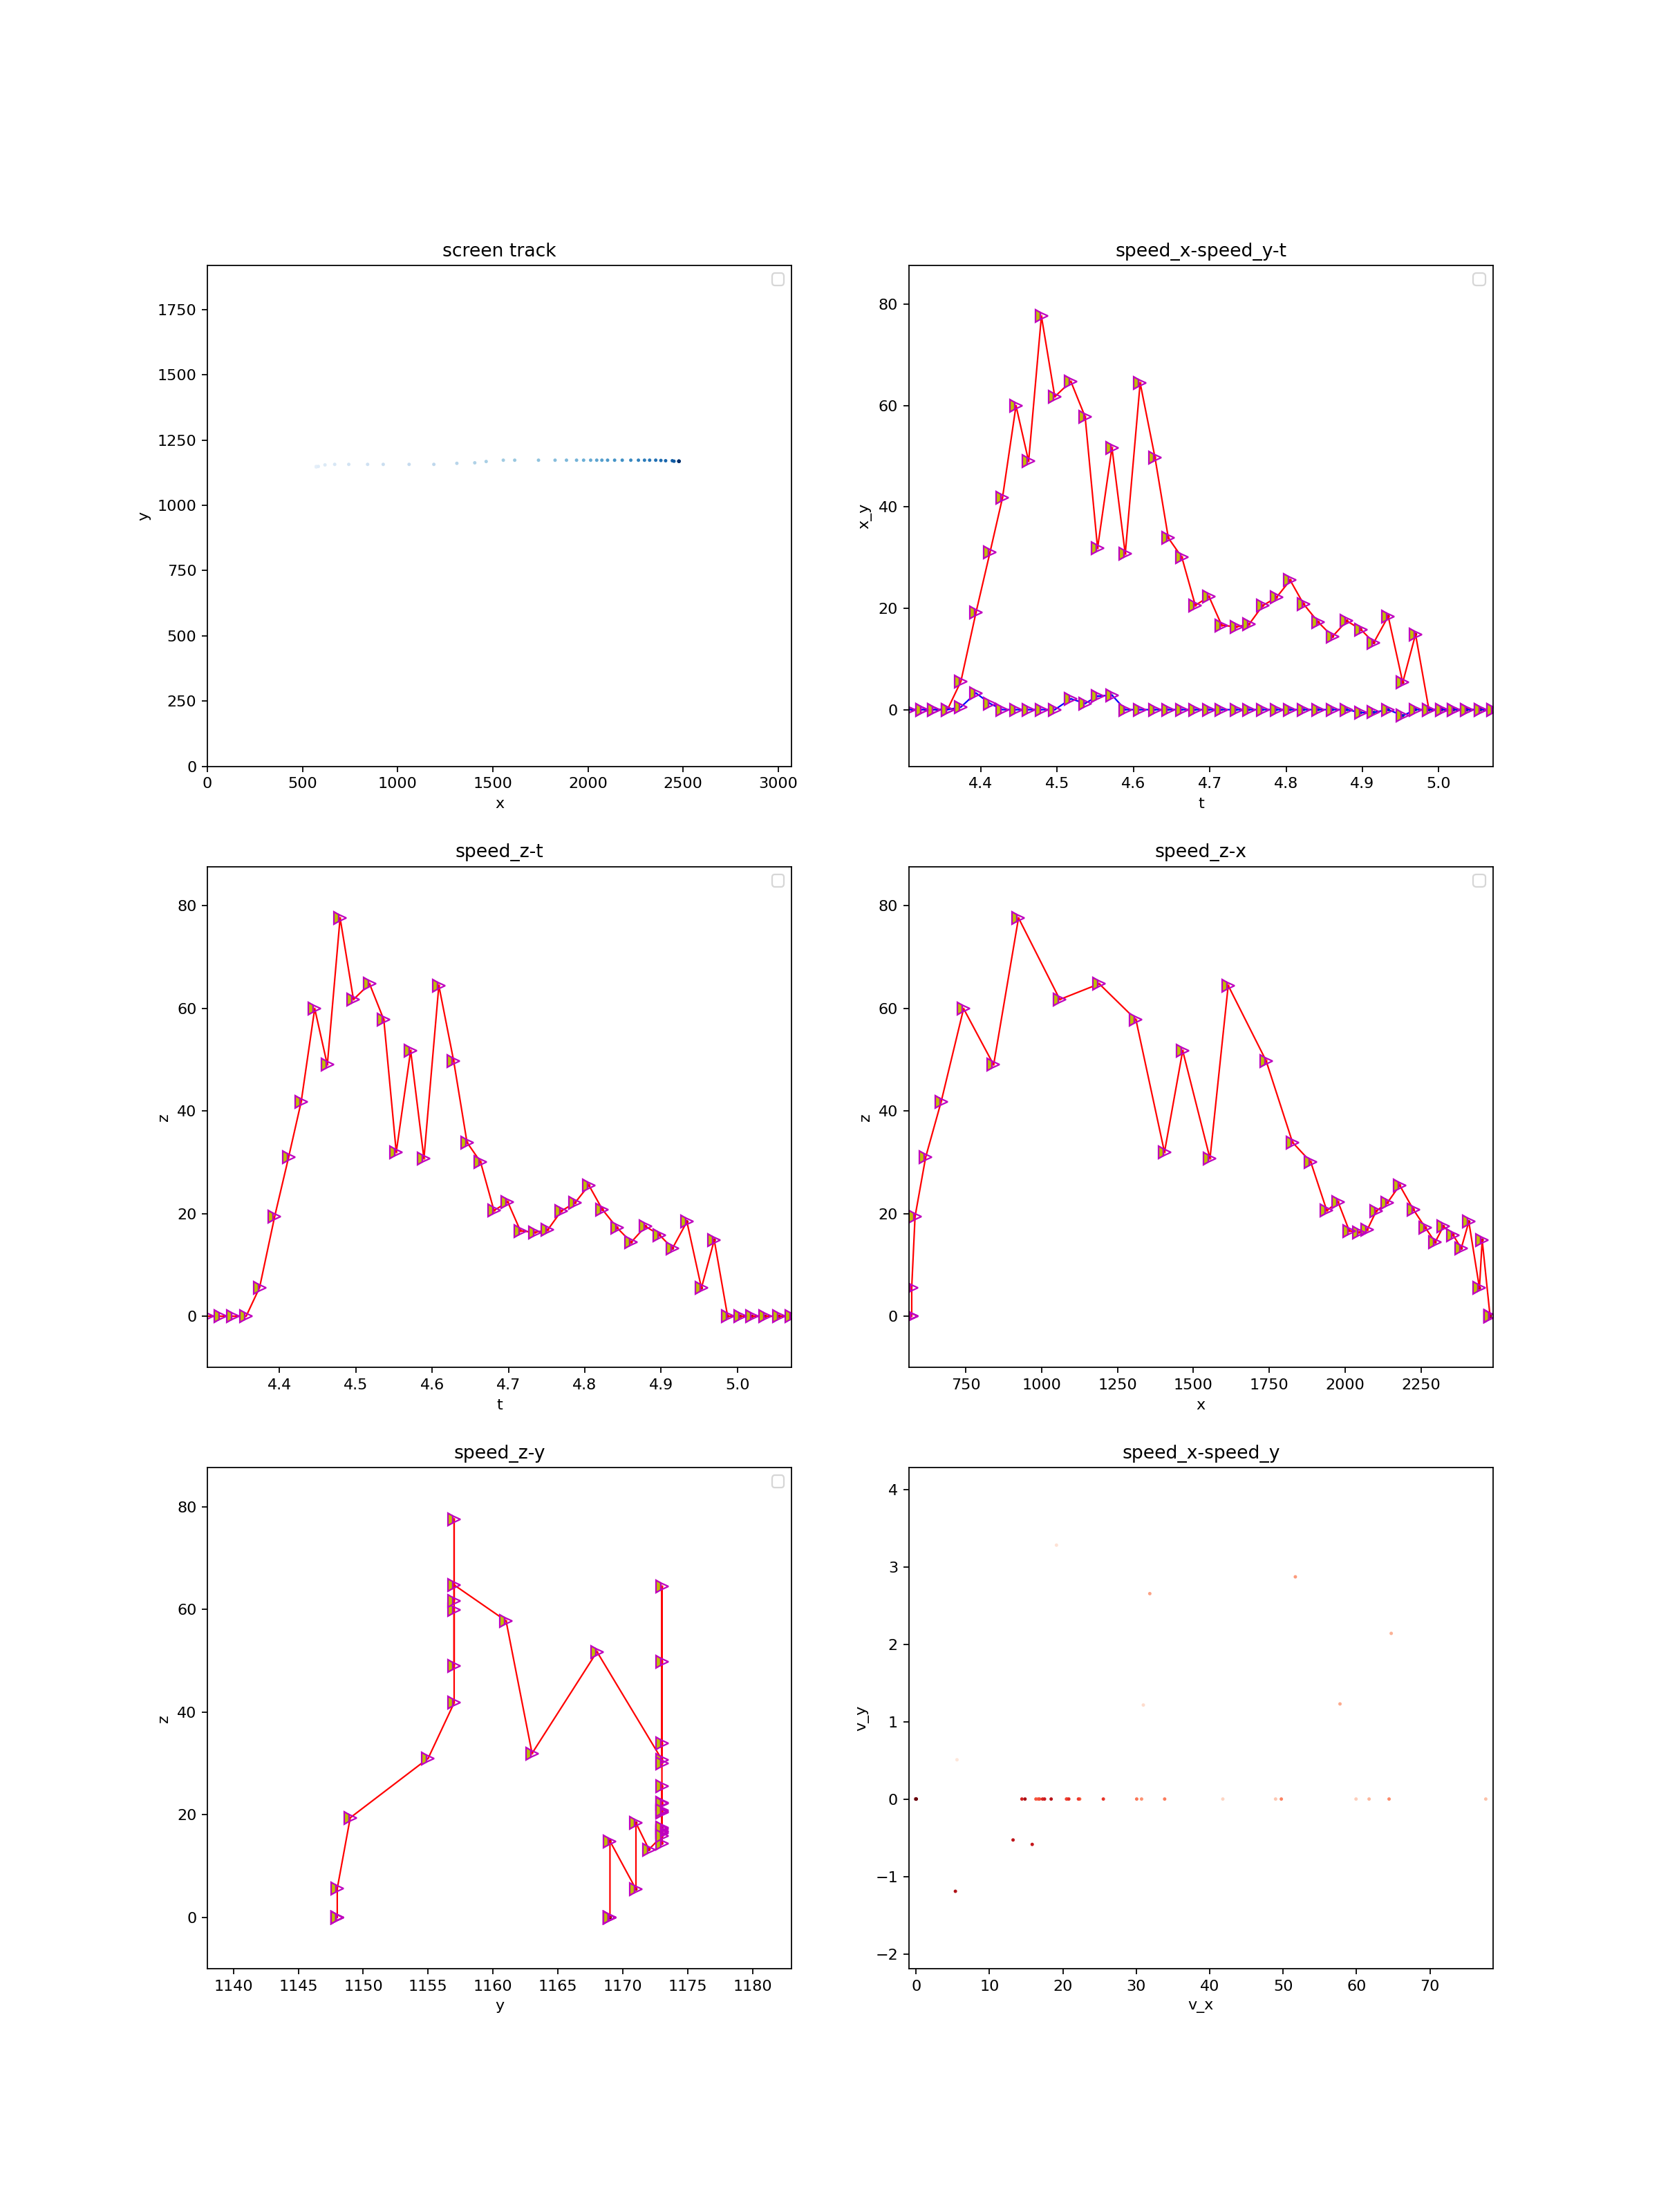 screen track
1750
1500
1250
1000
750
500
250
0
y
0 500 1000 1500 2000 2500 3000
x
speed_x-speed_y-t
80
60
40
20
0
x_y
4.4 4.5 4.6 4.7 4.8 4.9 5.0
t
speed_z-t
80
60
40
20
0
z
4.4 4.5 4.6 4.7 4.8 4.9 5.0
t
speed_z-x
80
60
40
20
0
z
750 1000 1250 1500 1750 2000 2250
x
speed_z-y
80
60
40
20
0
z
1140 1145 1150 1155 1160 1165 1170 1175 1180
y
speed_x-speed_y
4
3
2
1
0
−1
−2
v_y
0 10 20 30 40 50 60 70
v_x